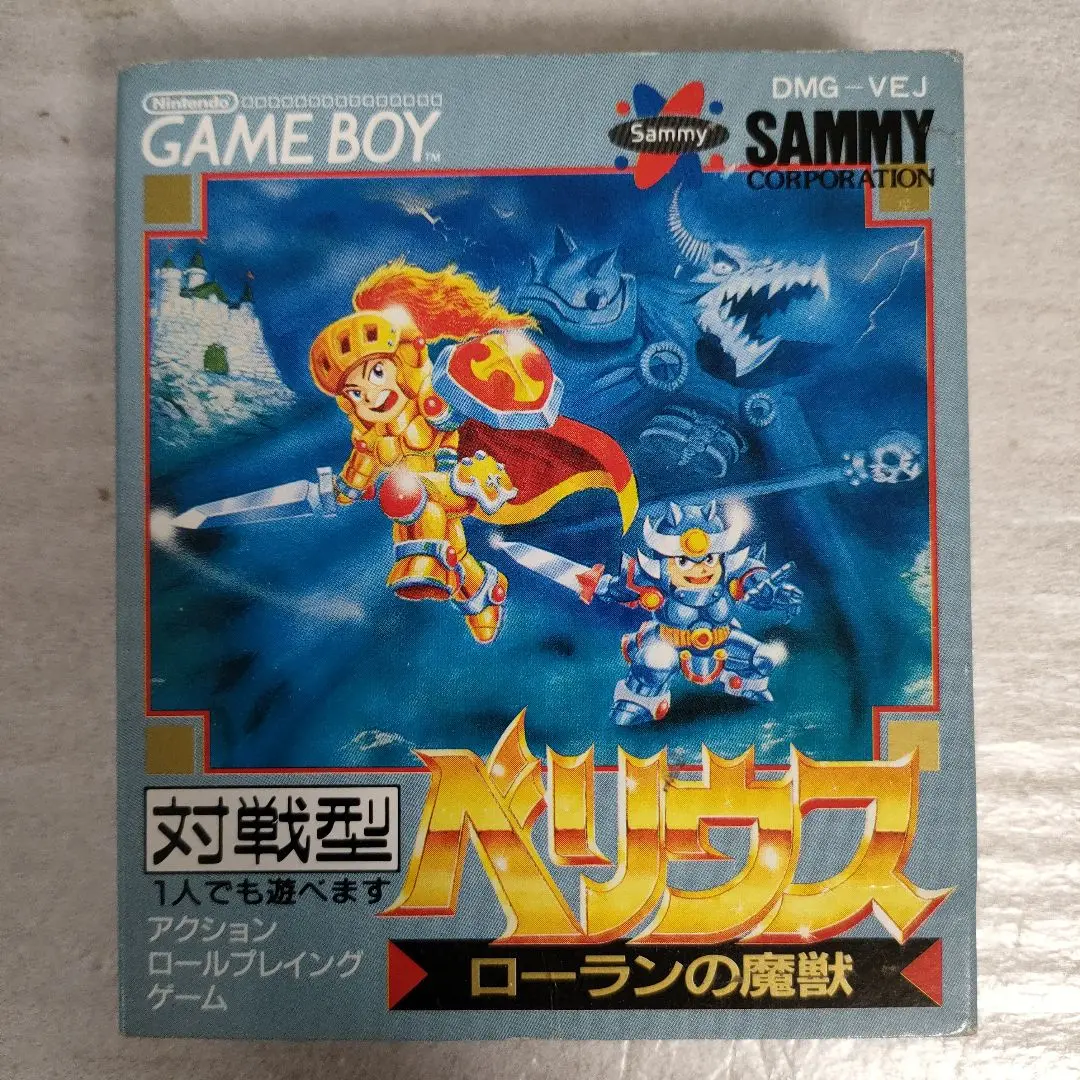 Nintendo
GAME BOY™
DMG-VEJ
Sammy
SAMMY
CORPORATION
対戦型
1人でも遊べます
アクション
ロールプレイング
ゲーム
ベリウス
ローランの魔獣